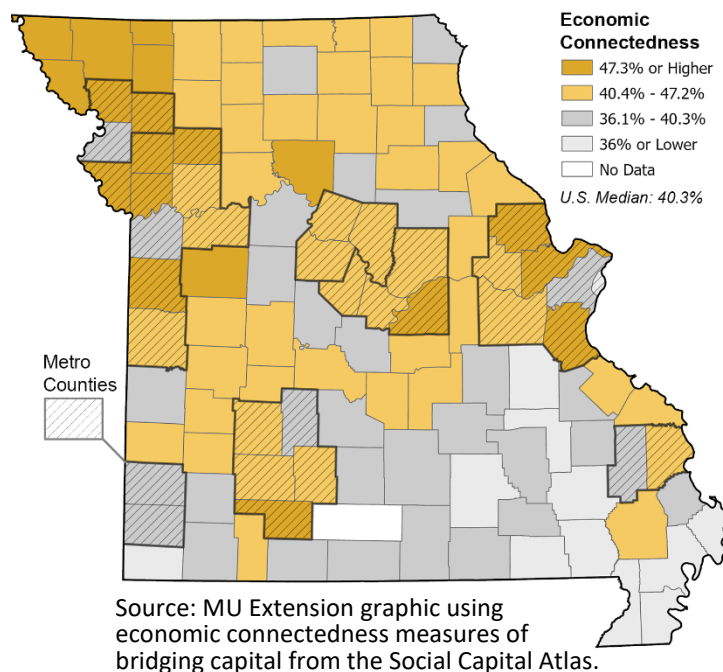 Economic
Connectedness
47.3% or Higher
40.4% - 47.2%
36.1% - 40.3%
36% or Lower
No Data
U.S. Median: 40.3%
Metro
Counties
Source: MU Extension graphic using
economic connectedness measures of
bridging capital from the Social Capital Atlas.